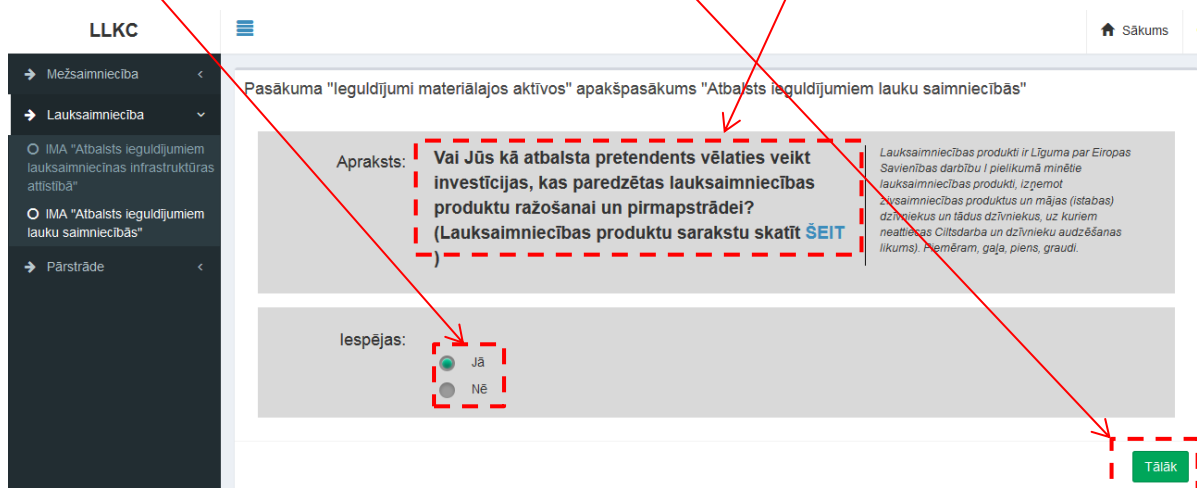 LLKC
Sākums
Mežsaimniecība
Lauksaimniecība
IMA "Atbalsts ieguldījumiem
lauksaimniecīnas infrastruktūras
attīstībā"
IMA "Atbalsts ieguldījumiem
lauku saimniecībās"
Pārstrāde
Pasākuma "Ieguldījumi materiālajos aktīvos" apakšpasākums "Atbalsts ieguldījumiem lauku saimniecībās"
Apraksts:
Vai Jūs kā atbalsta pretendents vēlaties veikt
investīcijas, kas paredzētas lauksaimniecības
produktu ražošanai un pirmapstrādei?
(Lauksaimniecības produktu sarakstu skatīt ŠEIT
)
Lauksaimniecības produkti ir Līguma par Eiropas
Savienības darbību I pielikumā minētie
lauksaimniecības produkti, izņemot
zivsaimniecības produktus un mājas (istabas)
dzīvniekus un tādus dzīvniekus, uz kuriem
neattiecas Ciltsdarba un dzīvnieku audzēšanas
likums). Piemēram, gaļa, piens, graudi.
Iespējas:
Jā
Nē
Tālāk